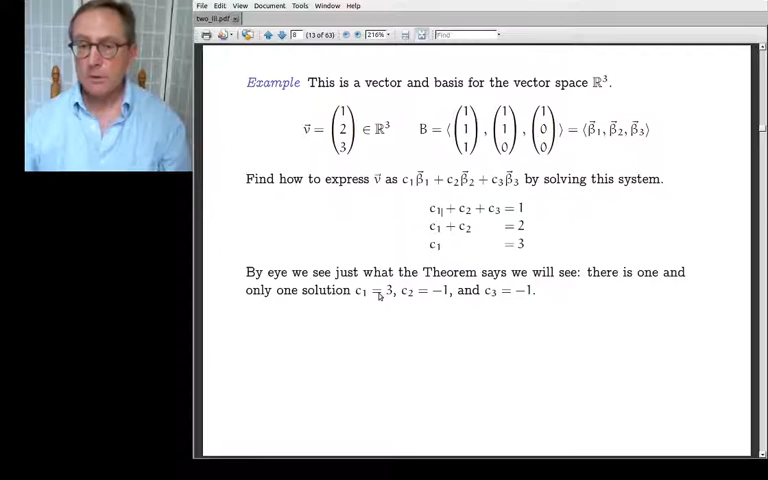 File Edit View Document Tools Window Help
two_iii.pdf
8 (13 of 63) 216% Find
Example This is a vector and basis for the vector space ℝ³.
v⃗ = (1 2 3) ∈ ℝ³ B = ⟨(1 1 1), (1 1 0), (1 0 0)⟩ = ⟨β⃗₁, β⃗₂, β⃗₃⟩
Find how to express v⃗ as c₁β⃗₁ + c₂β⃗₂ + c₃β⃗₃ by solving this system.
c₁ + c₂ + c₃ = 1
c₁ + c₂ = 2
c₁ = 3
By eye we see just what the Theorem says we will see: there is one and
only one solution c₁ = 3, c₂ = −1, and c₃ = −1.